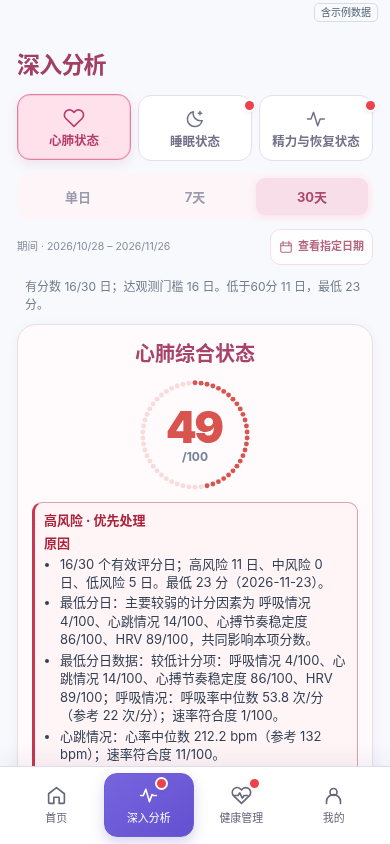 含示例数据
深入分析
心肺状态
睡眠状态
精力与恢复状态
单日
7天
30天
期间 · 2026/10/28 – 2026/11/26
查看指定日期
有分数 16/30 日；达观测门槛 16 日。低于60分 11 日，最低 23
分。
心肺综合状态
49
/100
高风险 · 优先处理
原因
• 16/30 个有效评分日；高风险 11 日、中风险 0
日、低风险 5 日。最低 23 分（2026-11-23）。
• 最低分日：主要较弱的计分因素为 呼吸情况
4/100、心跳情况 14/100、心搏节奏稳定度
86/100、HRV 89/100，共同影响本项分数。
• 最低分日数据：较低计分项：呼吸情况 4/100、心
跳情况 14/100、心搏节奏稳定度 86/100、HRV
89/100；呼吸情况：呼吸率中位数 53.8 次/分
（参考 22 次/分）；速率符合度 1/100。
• 心跳情况：心率中位数 212.2 bpm（参考 132
bpm）；速率符合度 11/100。
首页
深入分析
健康管理
我的